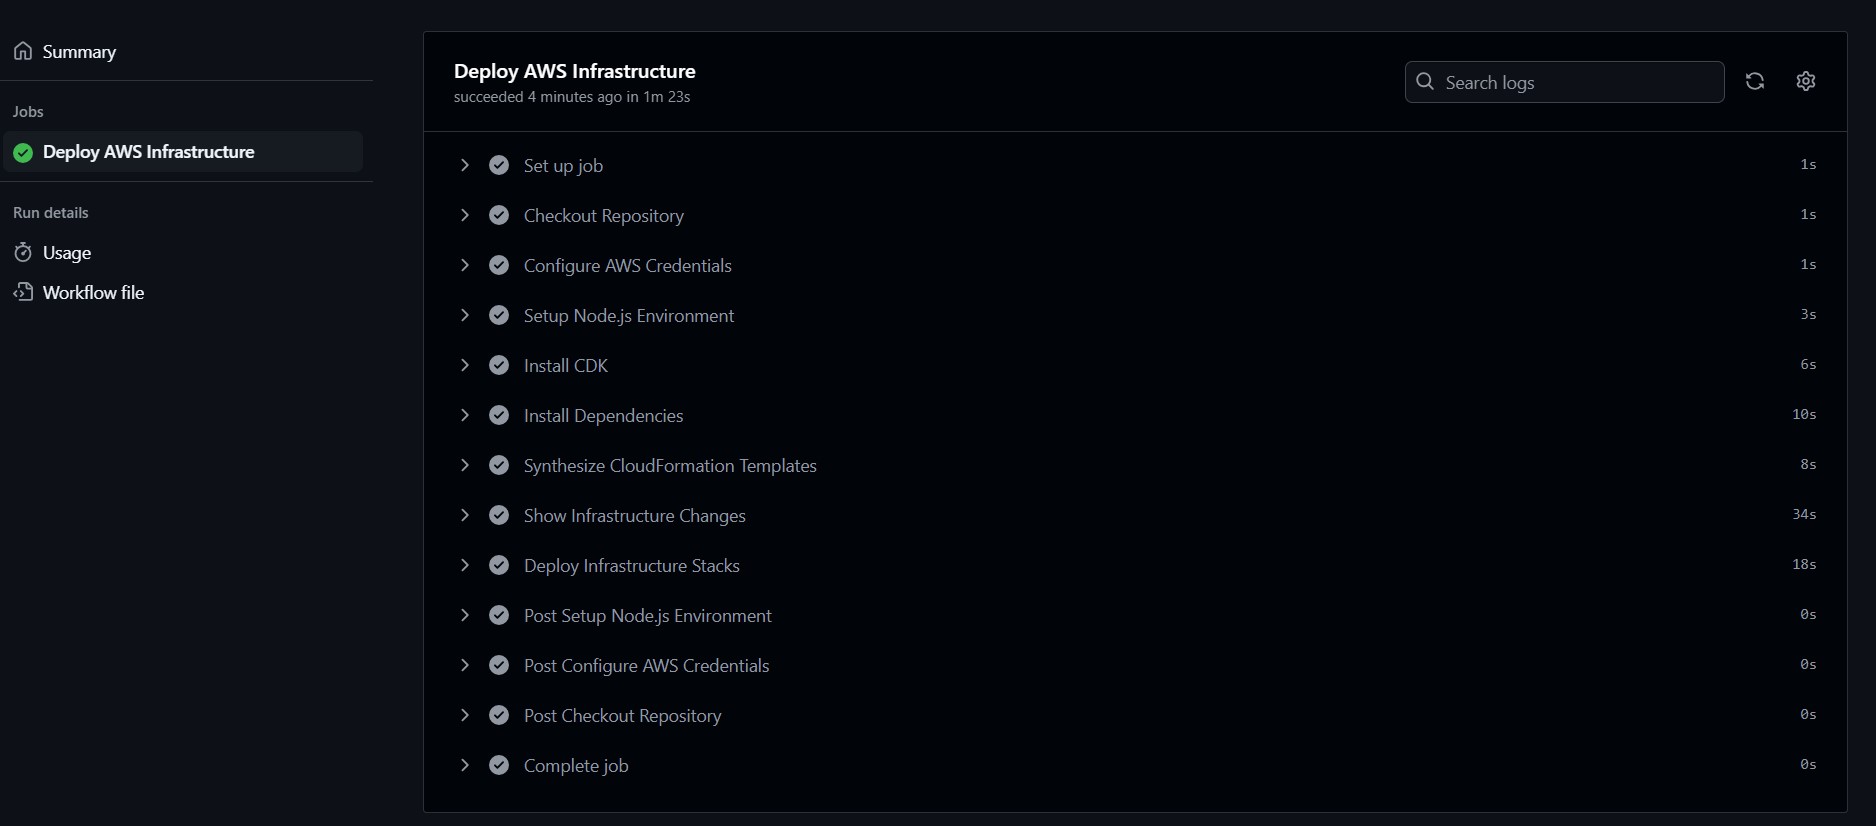 Summary
Jobs
Deploy AWS Infrastructure
Run details
Usage
Workflow file
Deploy AWS Infrastructure
succeeded 4 minutes ago in 1m 23s
Search logs
Set up job 1s
Checkout Repository 1s
Configure AWS Credentials 1s
Setup Node.js Environment 3s
Install CDK 6s
Install Dependencies 10s
Synthesize CloudFormation Templates 8s
Show Infrastructure Changes 34s
Deploy Infrastructure Stacks 18s
Post Setup Node.js Environment 0s
Post Configure AWS Credentials 0s
Post Checkout Repository 0s
Complete job 0s